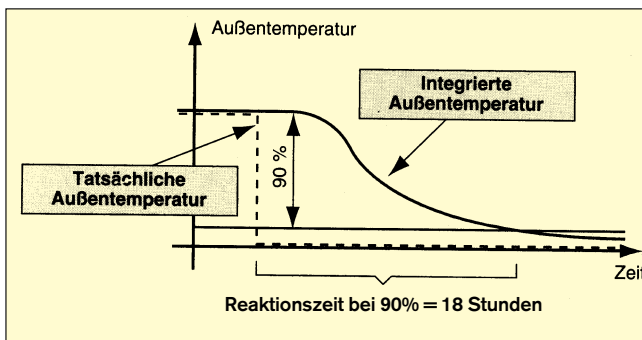 Außentemperatur
Integrierte
Außentemperatur
90 %
Tatsächliche
Außentemperatur
Zeit
Reaktionszeit bei 90% = 18 Stunden